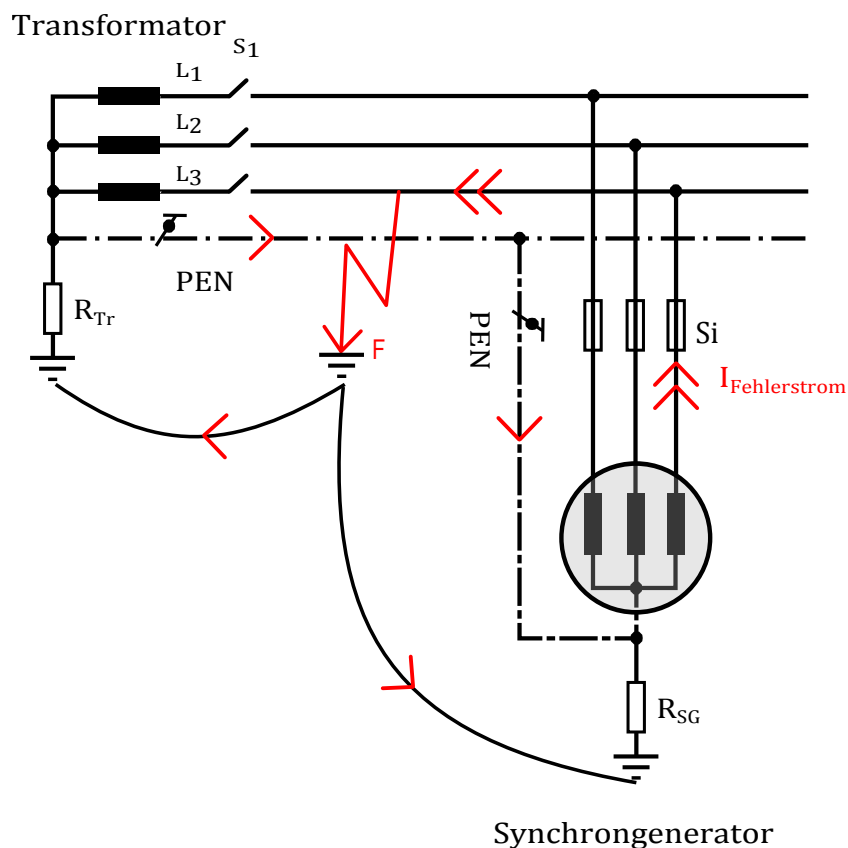 Transformator
S1
L1
L2
L3
PEN
RTr
F
PEN
Si
IFehlerstrom
RSG
Synchrongenerator